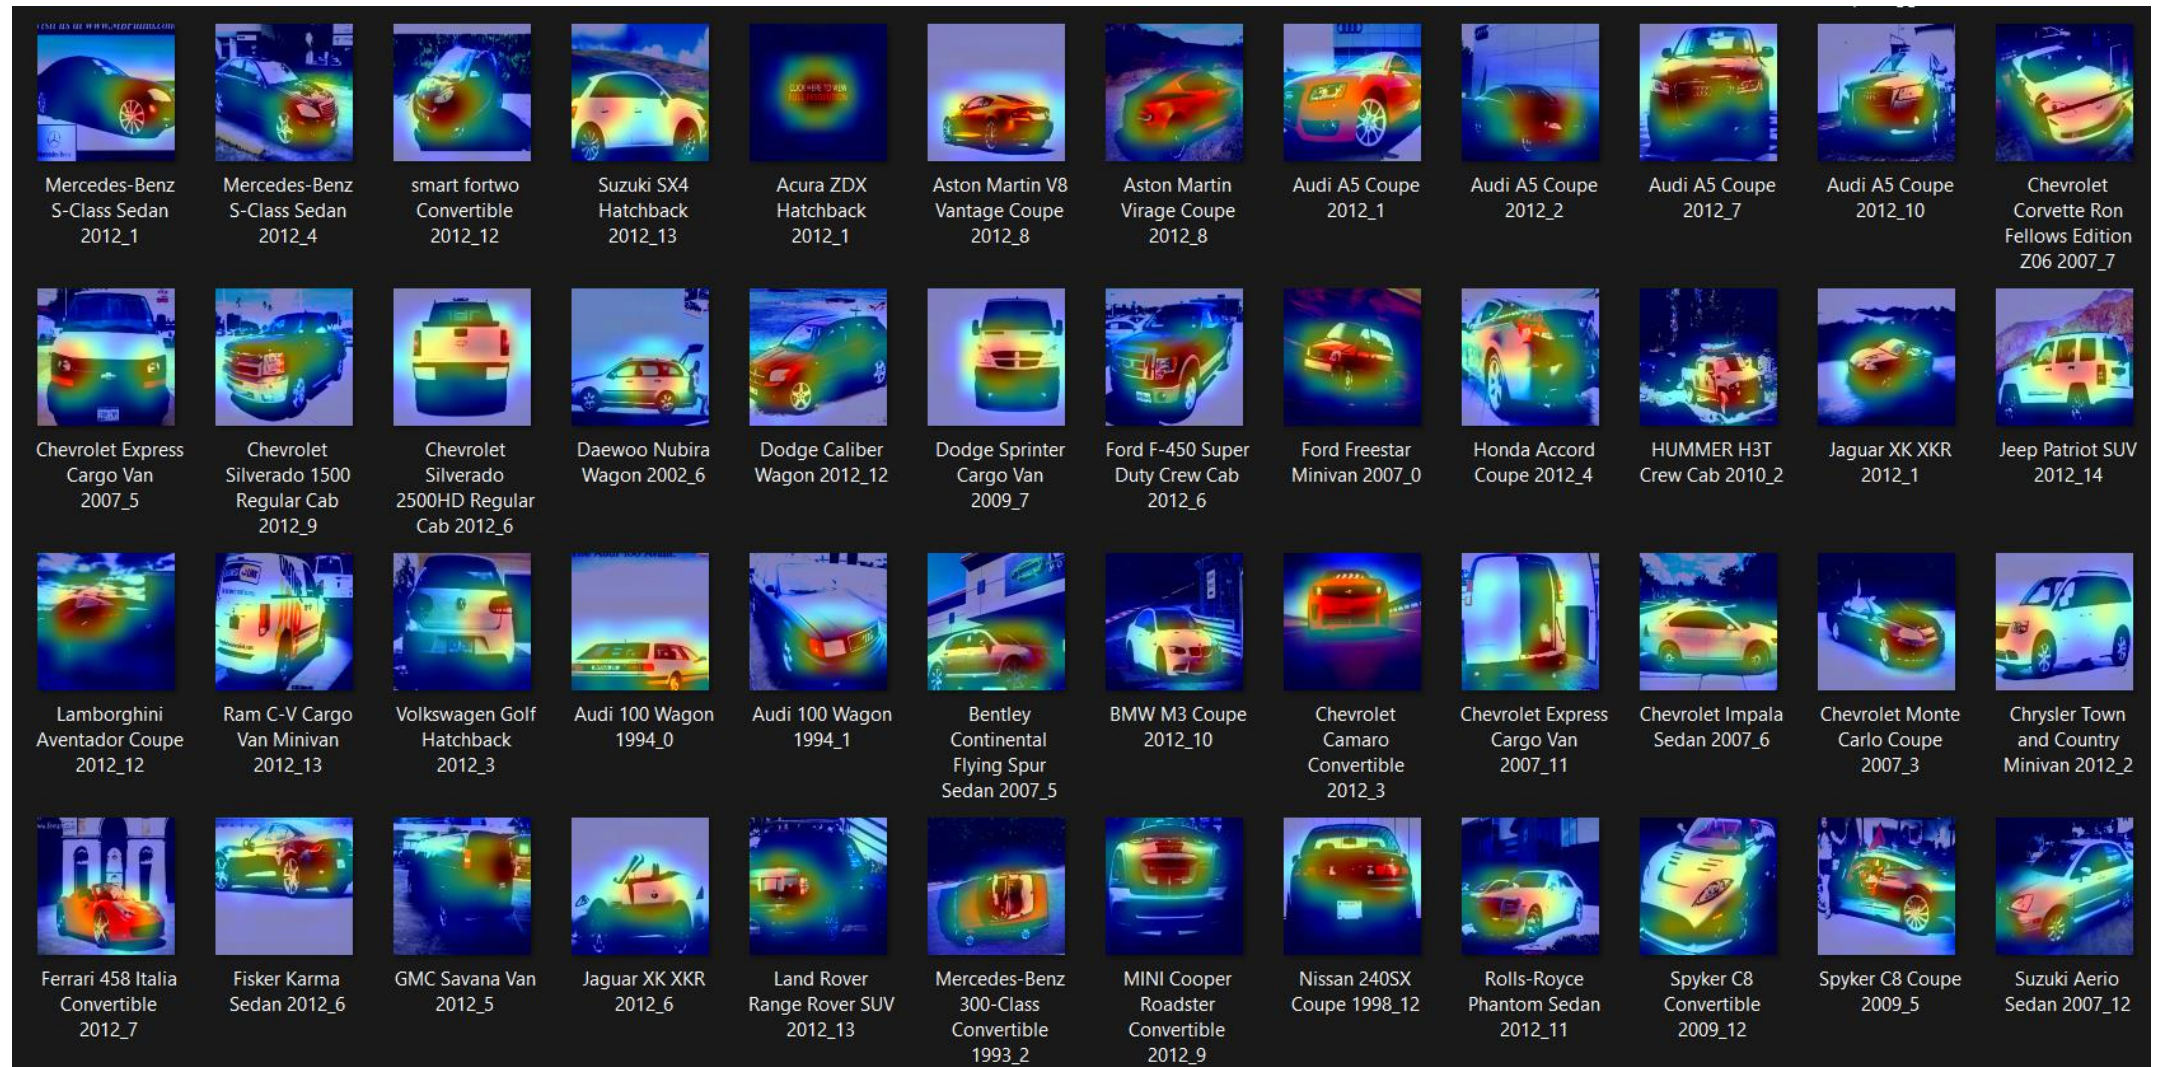 Mercedes-Benz
S-Class Sedan
2012_1
Mercedes-Benz
S-Class Sedan
2012_4
smart fortwo
Convertible
2012_12
Suzuki SX4
Hatchback
2012_13
CLICK HERE TO VIEW
FULL RESOLUTION
Acura ZDX
Hatchback
2012_1
Aston Martin V8
Vantage Coupe
2012_8
Aston Martin
Virage Coupe
2012_8
Audi A5 Coupe
2012_1
Audi A5 Coupe
2012_2
Audi A5 Coupe
2012_7
Audi A5 Coupe
2012_10
Chevrolet
Corvette Ron
Fellows Edition
Z06 2007_7
Chevrolet Express
Cargo Van
2007_5
Chevrolet
Silverado 1500
Regular Cab
2012_9
Chevrolet
Silverado
2500HD Regular
Cab 2012_6
Daewoo Nubira
Wagon 2002_6
Dodge Caliber
Wagon 2012_12
Dodge Sprinter
Cargo Van
2009_7
Ford F-450 Super
Duty Crew Cab
2012_6
Ford Freestar
Minivan 2007_0
Honda Accord
Coupe 2012_4
HUMMER H3T
Crew Cab 2010_2
Jaguar XK XKR
2012_1
Jeep Patriot SUV
2012_14
Lamborghini
Aventador Coupe
2012_12
Ram C-V Cargo
Van Minivan
2012_13
Volkswagen Golf
Hatchback
2012_3
Audi 100 Wagon
1994_0
Audi 100 Wagon
1994_1
Bentley
Continental
Flying Spur
Sedan 2007_5
BMW M3 Coupe
2012_10
Chevrolet
Camaro
Convertible
2012_3
Chevrolet Express
Cargo Van
2007_11
Chevrolet Impala
Sedan 2007_6
Chevrolet Monte
Carlo Coupe
2007_3
Chrysler Town
and Country
Minivan 2012_2
Ferrari 458 Italia
Convertible
2012_7
Fisker Karma
Sedan 2012_6
GMC Savana Van
2012_5
Jaguar XK XKR
2012_6
Land Rover
Range Rover SUV
2012_13
Mercedes-Benz
300-Class
Convertible
1993_2
MINI Cooper
Roadster
Convertible
2012_9
Nissan 240SX
Coupe 1998_12
Rolls-Royce
Phantom Sedan
2012_11
Spyker C8
Convertible
2009_12
Spyker C8 Coupe
2009_5
Suzuki Aerio
Sedan 2007_12